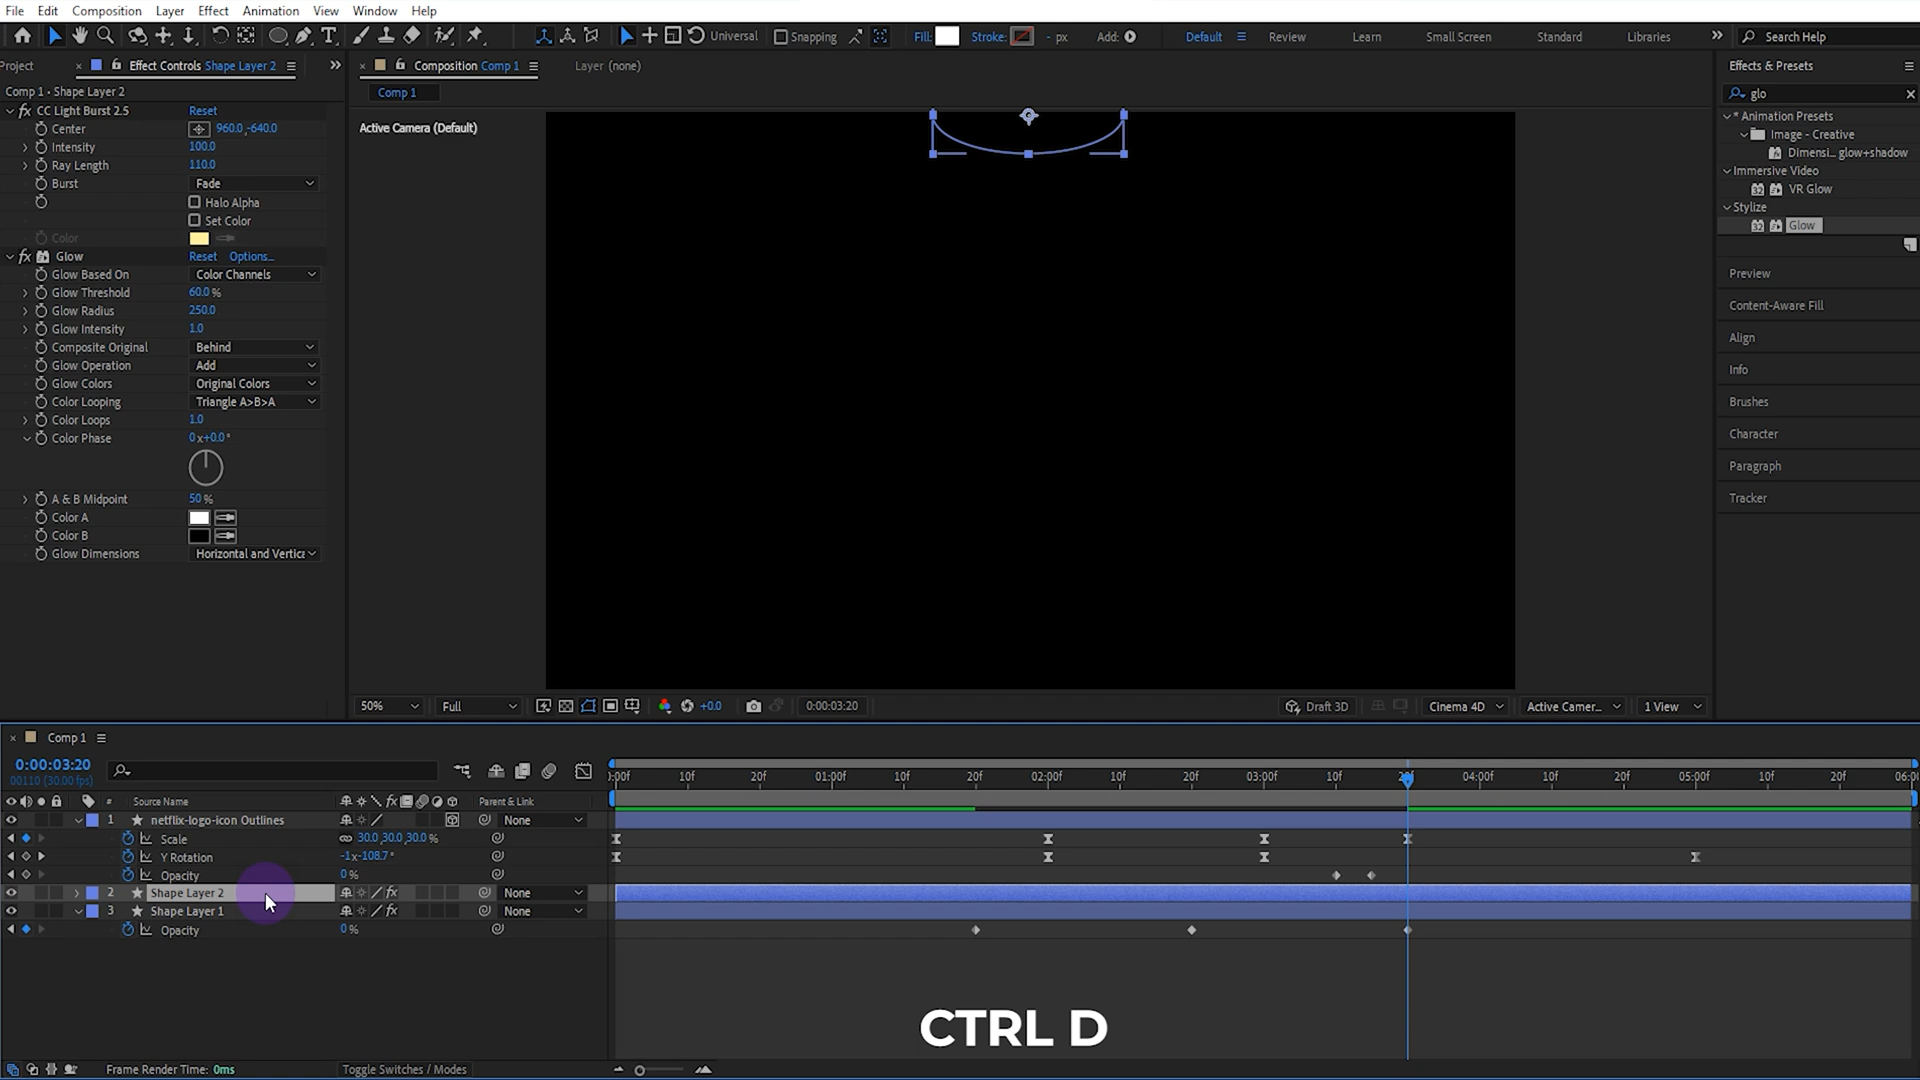 File Edit Composition Layer Effect Animation View Window Help
Universal Snapping Fill: Stroke: - px Add: Default Review Learn Small Screen Standard Libraries Search Help
Project Effect Controls Shape Layer 2 Composition Comp 1 Layer (none) Effects & Presets
Comp 1 • Shape Layer 2 Comp 1 glo
CC Light Burst 2.5 Reset * Animation Presets
Center 960.0,-640.0 Active Camera (Default) Image - Creative
Intensity 100.0 Dimensi... glow+shadow
Ray Length 110.0 Immersive Video
Burst Fade VR Glow
Halo Alpha Stylize
Set Color Glow
Color
Glow Reset Options...
Glow Based On Color Channels Preview
Glow Threshold 60.0 % Content-Aware Fill
Glow Radius 250.0 Align
Glow Intensity 1.0 Info
Composite Original Behind Brushes
Glow Operation Add Character
Glow Colors Original Colors Paragraph
Color Looping Triangle A>B>A Tracker
Color Loops 1.0
Color Phase 0x+0.0°
A & B Midpoint 50 %
Color A
Color B
Glow Dimensions Horizontal and Vertica
50% Full +0.0 0:00:03:20 Draft 3D Cinema 4D Active Camer... 1 View
Comp 1
0:00:03:20
00110 (30.00 fps) :00f 10f 20f 01:00f 10f 20f 02:00f 10f 20f 03:00f 10f 04:00f 10f 20f 05:00f 10f 20f 06:00
# Source Name fx Parent & Link
1 netflix-logo-icon Outlines None
Scale 30.0,30.0,30.0 %
Y Rotation -1x-108.7°
Opacity 0 %
2 Shape Layer 2 fx None
3 Shape Layer 1 fx None
Opacity 0 %
CTRL D
Frame Render Time: 0ms Toggle Switches / Modes